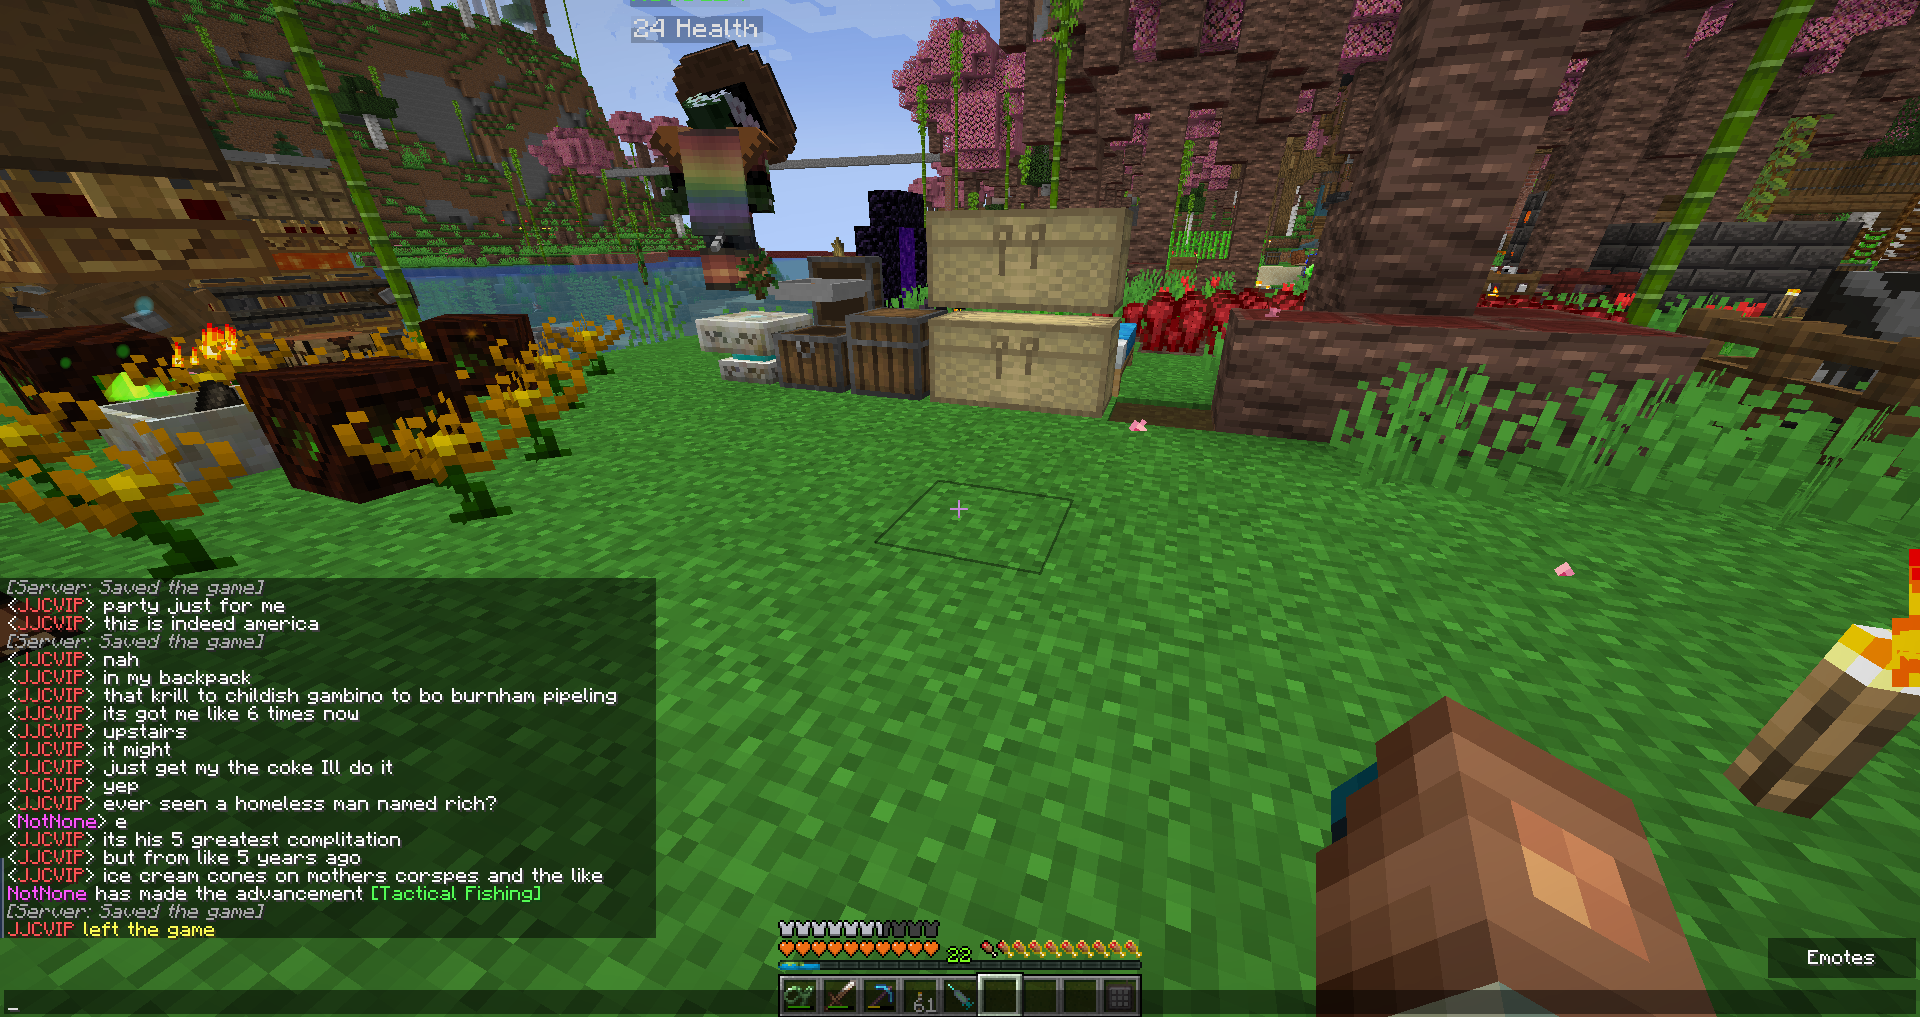 24 Health
[Server: Saved the game]
<JJCVIP> party just for me
<JJCVIP> this is indeed america
[Server: Saved the game]
<JJCVIP> nah
<JJCVIP> in my backpack
<JJCVIP> that krill to childish gambino to bo burnham pipeling
<JJCVIP> its got me like 6 times now
<JJCVIP> upstairs
<JJCVIP> it might
<JJCVIP> just get my the coke Ill do it
<JJCVIP> yep
<JJCVIP> ever seen a homeless man named rich?
<NotNone> e
<JJCVIP> its his 5 greatest complitation
<JJCVIP> but from like 5 years ago
<JJCVIP> ice cream cones on mothers corspes and the like
NotNone has made the advancement [Tactical Fishing]
[Server: Saved the game]
JJCVIP left the game
22
Emotes
61
_